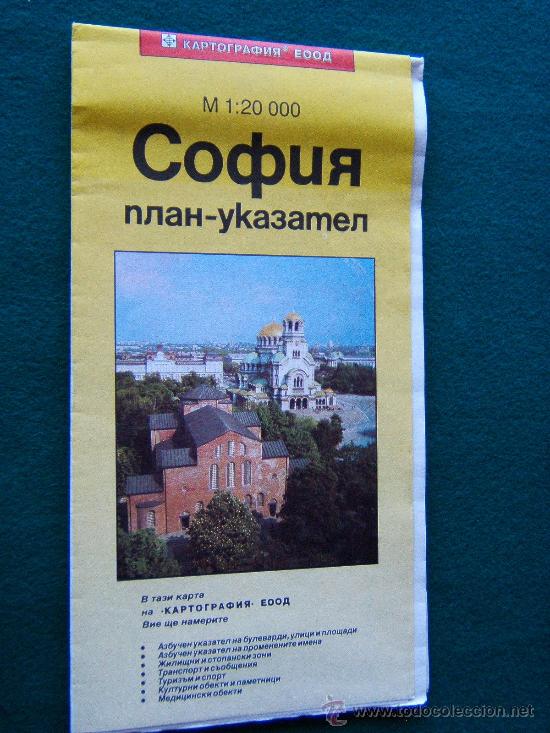 КАРТОГРАФИЯ® ЕООД
М 1:20 000
София
план-указател
В тази карта
на •КАРТОГРАФИЯ• ЕООД
Вие ще намерите
• Азбучен указател на булеварди, улици и площади
• Азбучен указател на променените имена
• Жилищни и стопански зони
• Транспорт и съобщения
• Туризъм и спорт
• Културни обекти и паметници
• Медицински обекти
© www.todocoleccion.net